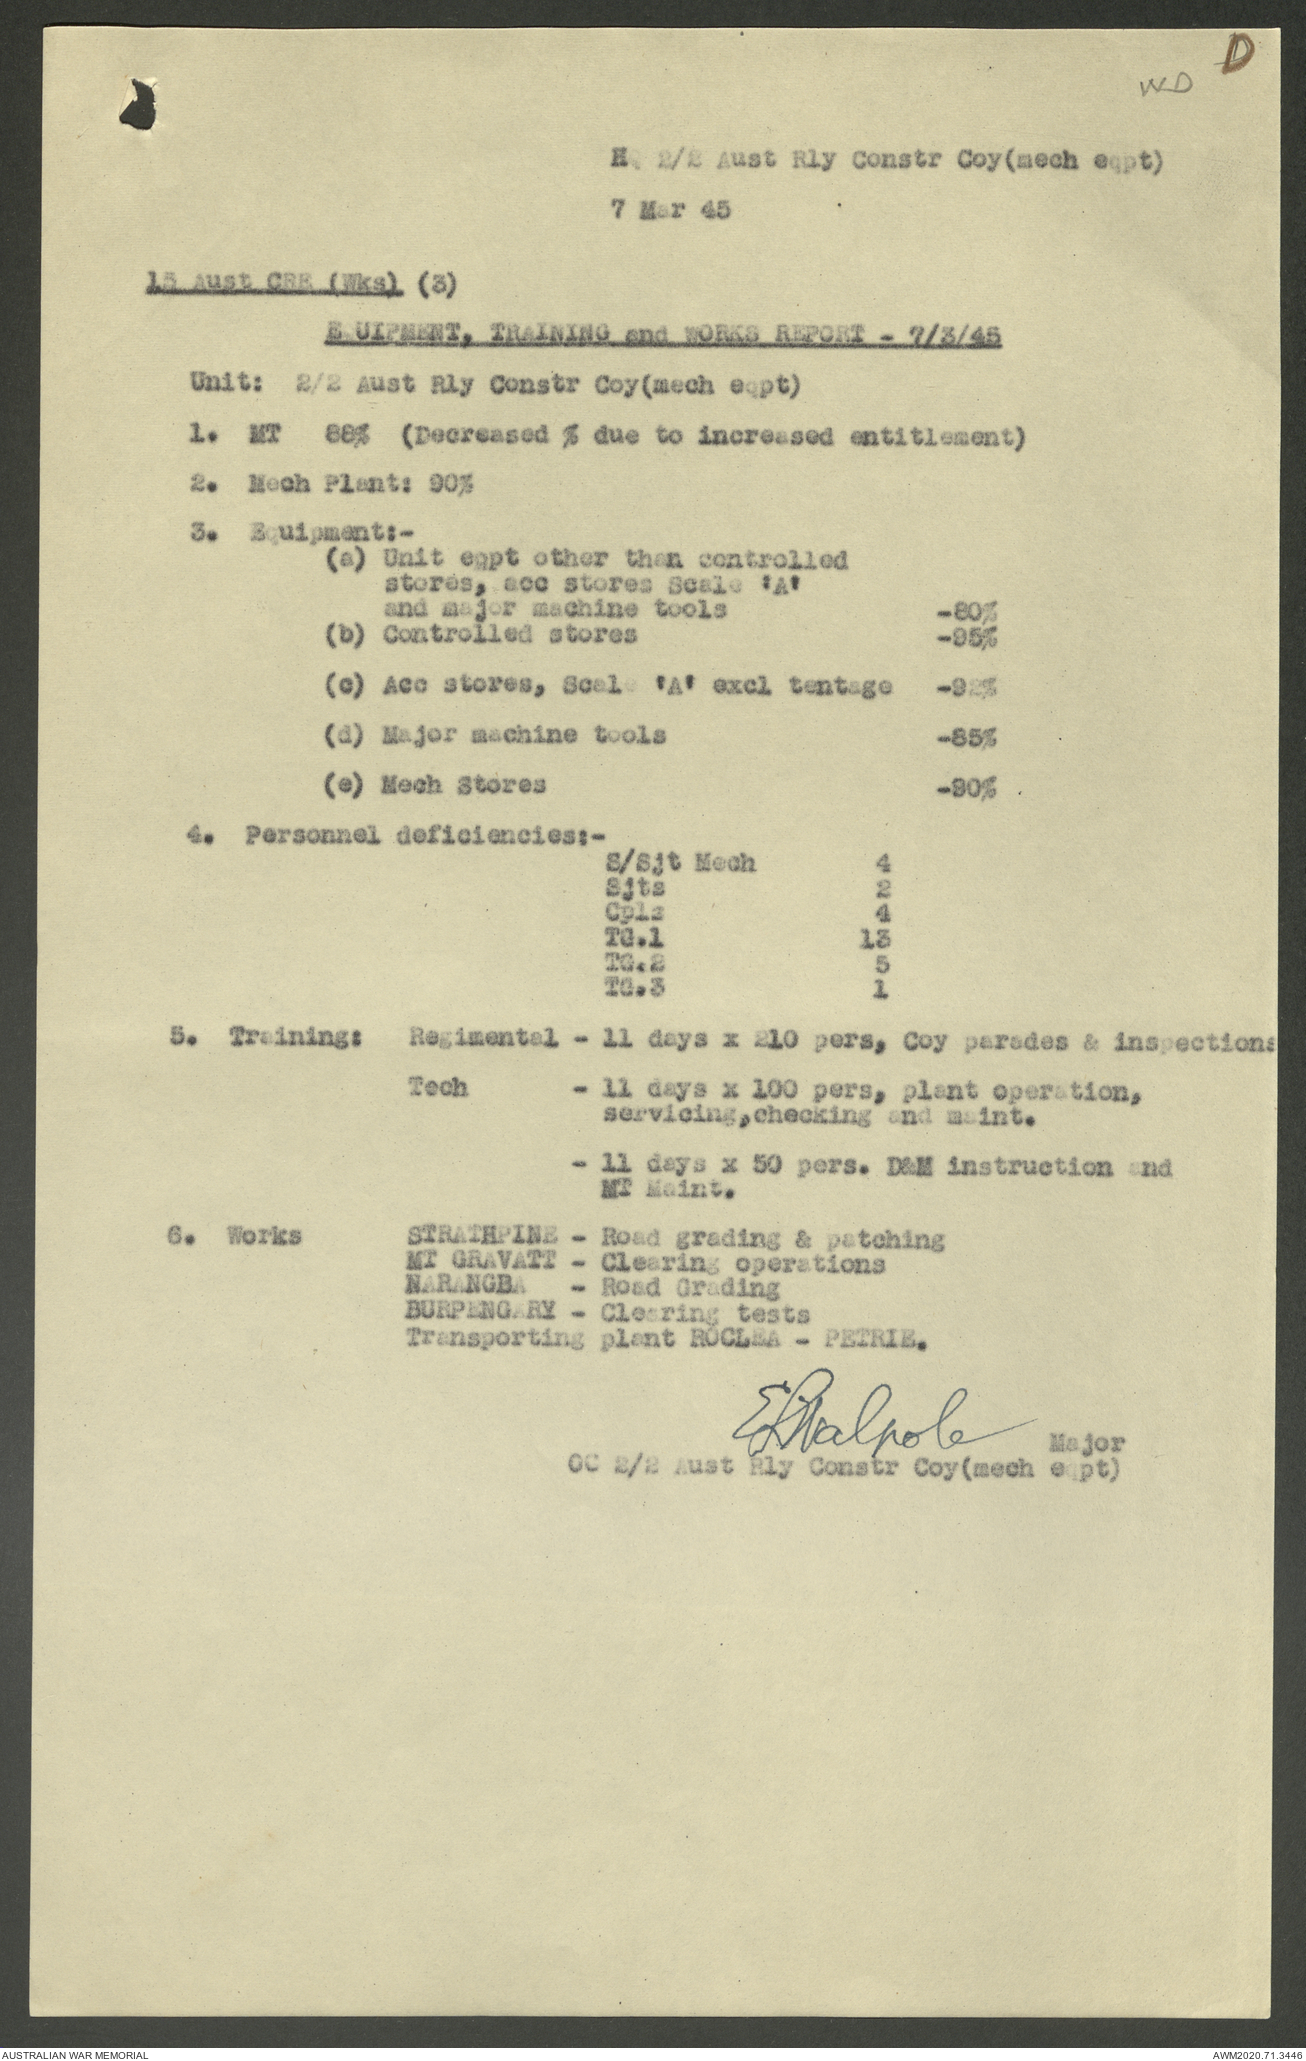 D
WD
HQ 2/2 Aust Rly Constr Coy(mech eqpt)
7 Mar 45
15 Aust CRE (Wks) (3)
EQUIPMENT, TRAINING and WORKS REPORT - 7/3/45
Unit: 2/2 Aust Rly Constr Coy(mech eqpt)
1. MT 88% (Decreased % due to increased entitlement)
2. Mech Plant: 90%
3. Equipment:-
(a) Unit eqpt other than controlled
stores, acc stores Scale 'A'
and major machine tools -80%
(b) Controlled stores -95%
(c) Acc stores, Scale 'A' excl tentage -92%
(d) Major machine tools -85%
(e) Mech Stores -90%
4. Personnel deficiencies:-
S/Sjt Mech 4
Sjts 2
Cpls 4
TG.1 13
TG.2 5
TG.3 1
5. Training: Regimental - 11 days x 210 pers, Coy parades & inspections
Tech - 11 days x 100 pers, plant operation,
servicing,checking and maint.
- 11 days x 50 pers. D&M instruction and
MT Maint.
6. Works STRATHPINE - Road grading & patching
MT GRAVATT - Clearing operations
NARANGBA - Road Grading
BURPENGARY - Clearing tests
Transporting plant ROCLEA - PETRIE.
Walpole Major
OC 2/2 Aust Rly Constr Coy(mech eqpt)
AUSTRALIAN WAR MEMORIAL
AWM2020.71.3446